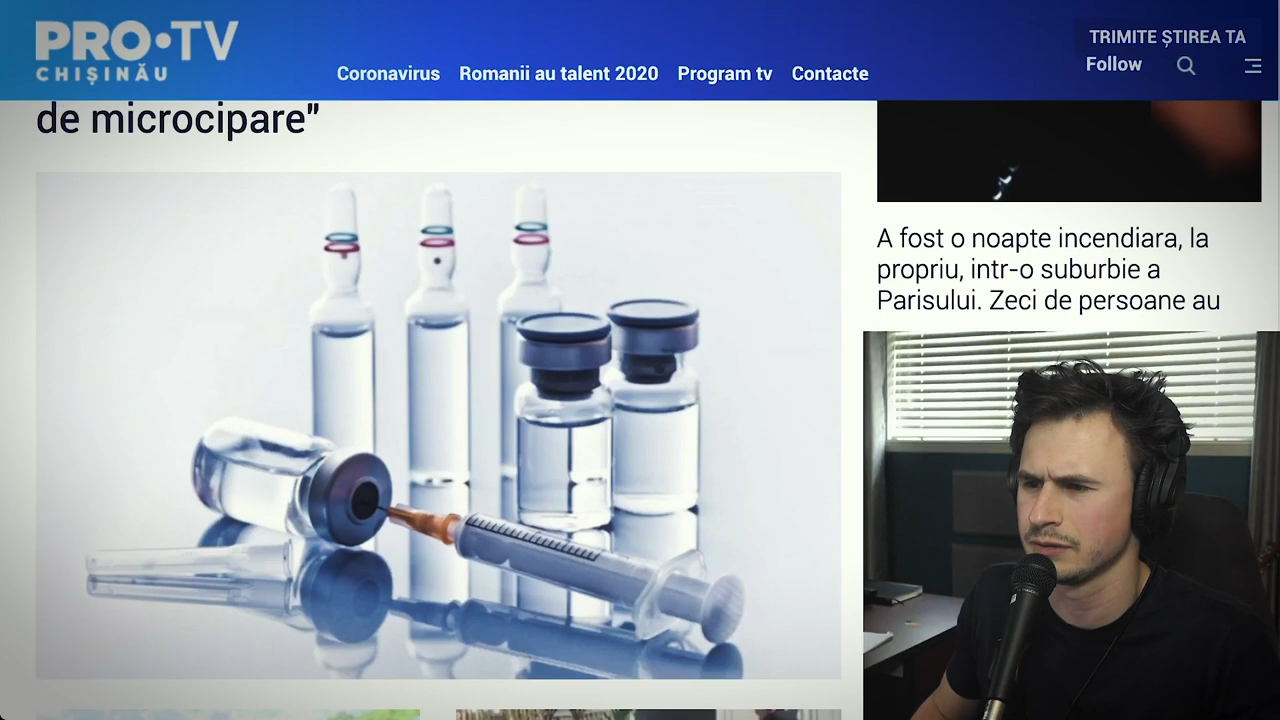 PRO•TV
CHIȘINĂU
Coronavirus Romanii au talent 2020 Program tv Contacte
TRIMITE ȘTIREA TA
Follow
de microcipare"
A fost o noapte incendiara, la
propriu, intr-o suburbie a
Parisului. Zeci de persoane au